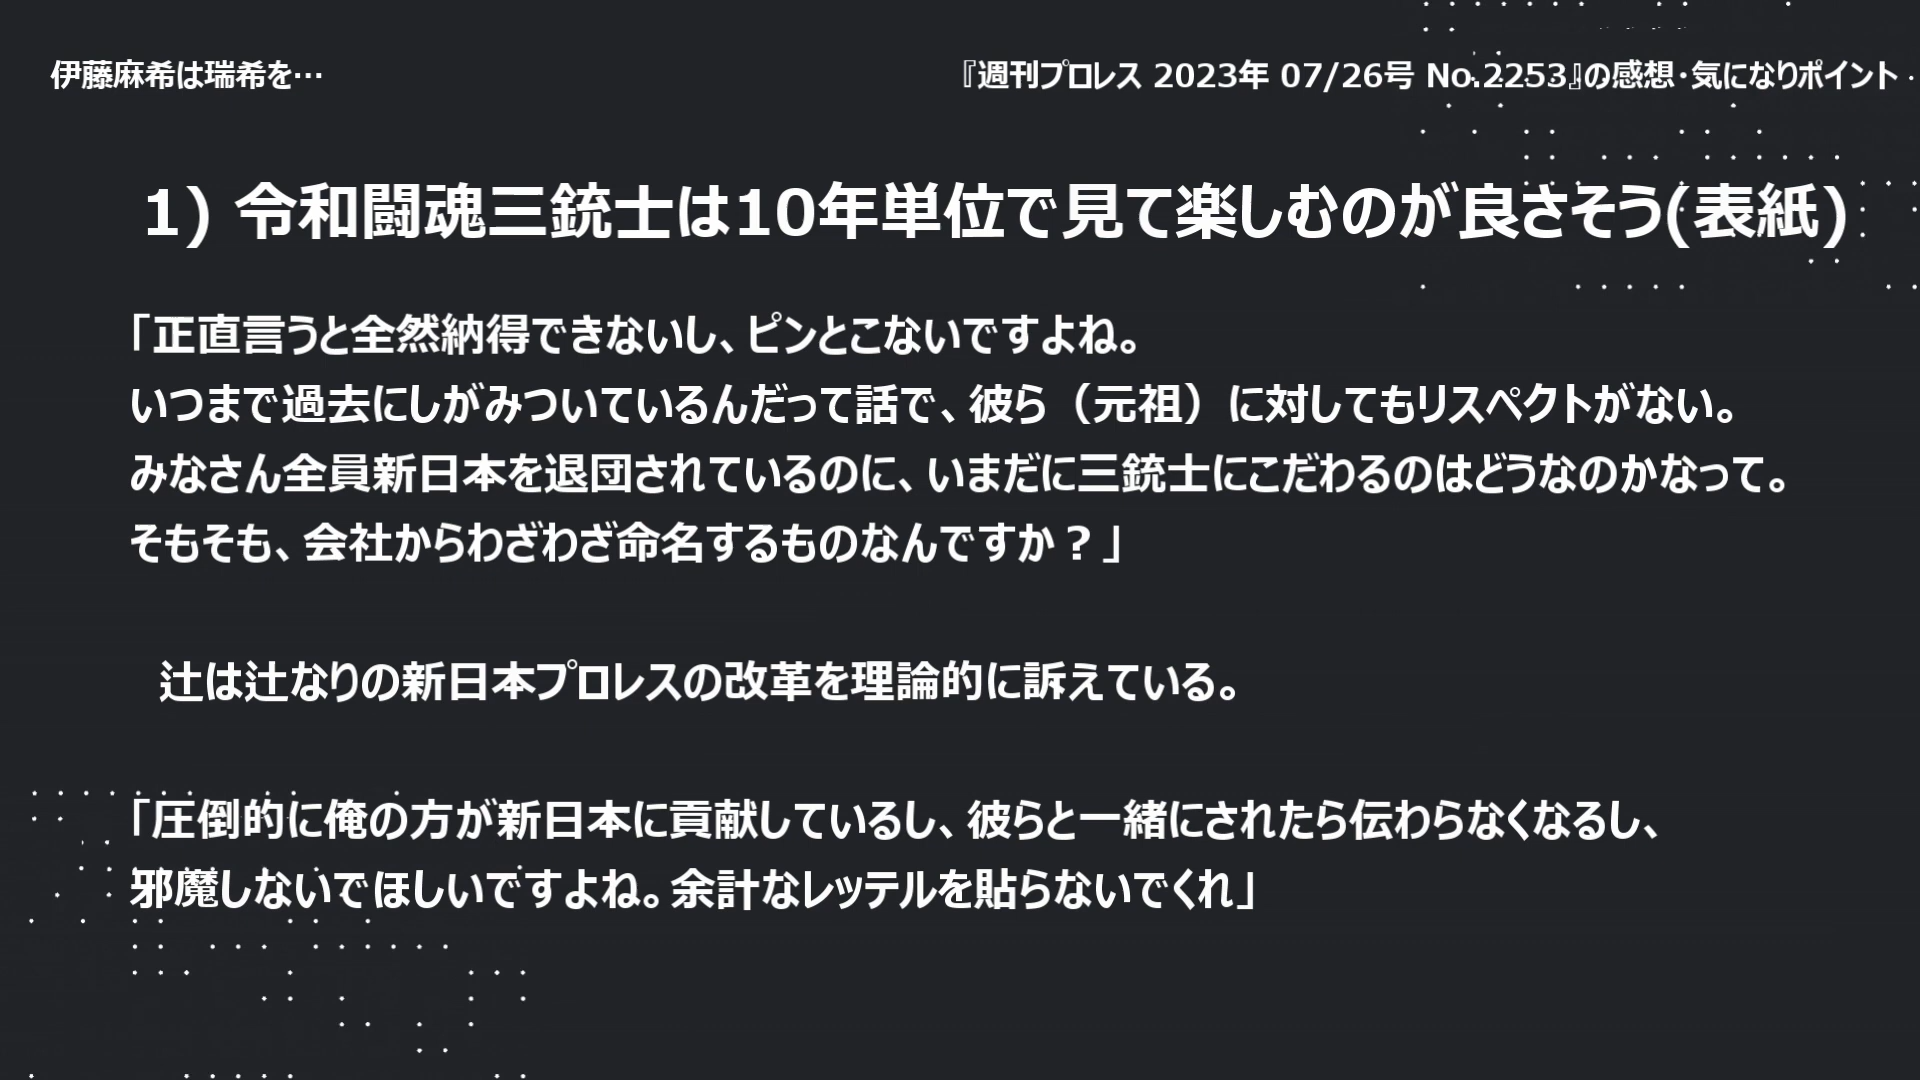 伊藤麻希は瑞希を…
『週刊プロレス 2023年 07/26号 No.2253』の感想・気になりポイント
1) 令和闘魂三銃士は10年単位で見て楽しむのが良さそう(表紙)
「正直言うと全然納得できないし、ピンとこないですよね。
いつまで過去にしがみついているんだって話で、彼ら（元祖）に対してもリスペクトがない。
みなさん全員新日本を退団されているのに、いまだに三銃士にこだわるのはどうなのかなって。
そもそも、会社からわざわざ命名するものなんですか？」
辻は辻なりの新日本プロレスの改革を理論的に訴えている。
「圧倒的に俺の方が新日本に貢献しているし、彼らと一緒にされたら伝わらなくなるし、
邪魔しないでほしいですよね。余計なレッテルを貼らないでくれ」